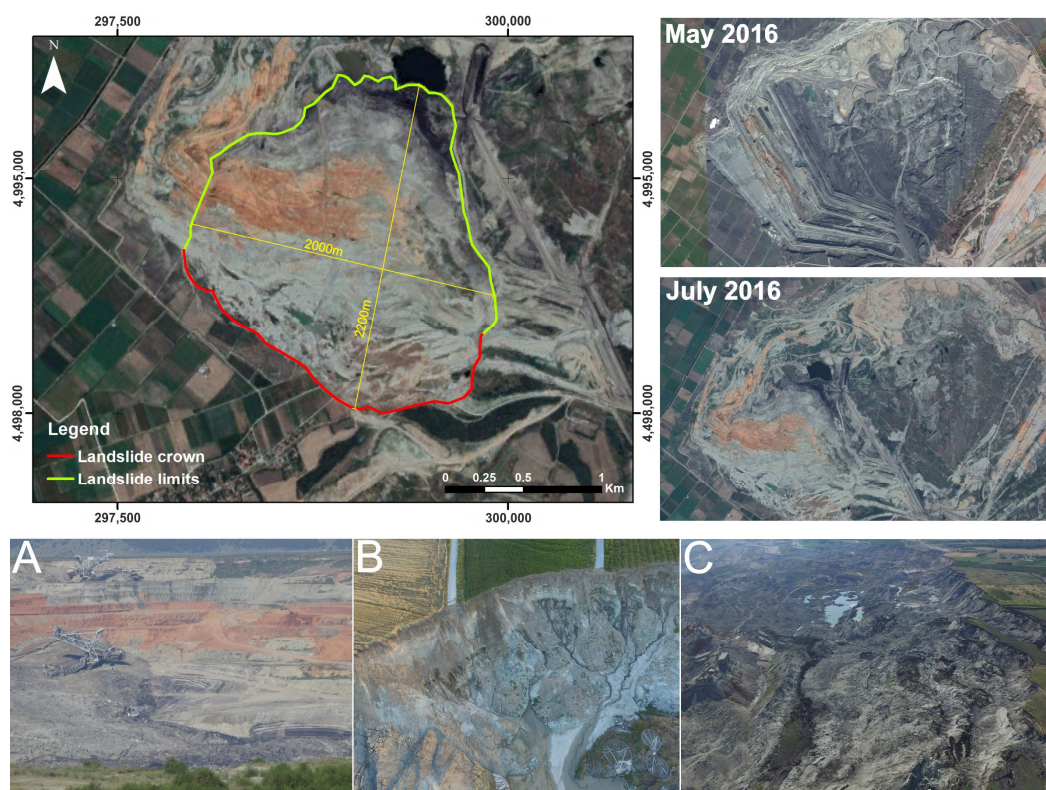 297,500
300,000
N
4,995,000
4,995,000
2000m
2200m
4,498,000
4,498,000
Legend
Landslide crown
Landslide limits
0 0.25 0.5 1
Km
297,500
300,000
May 2016
July 2016
A
B
C